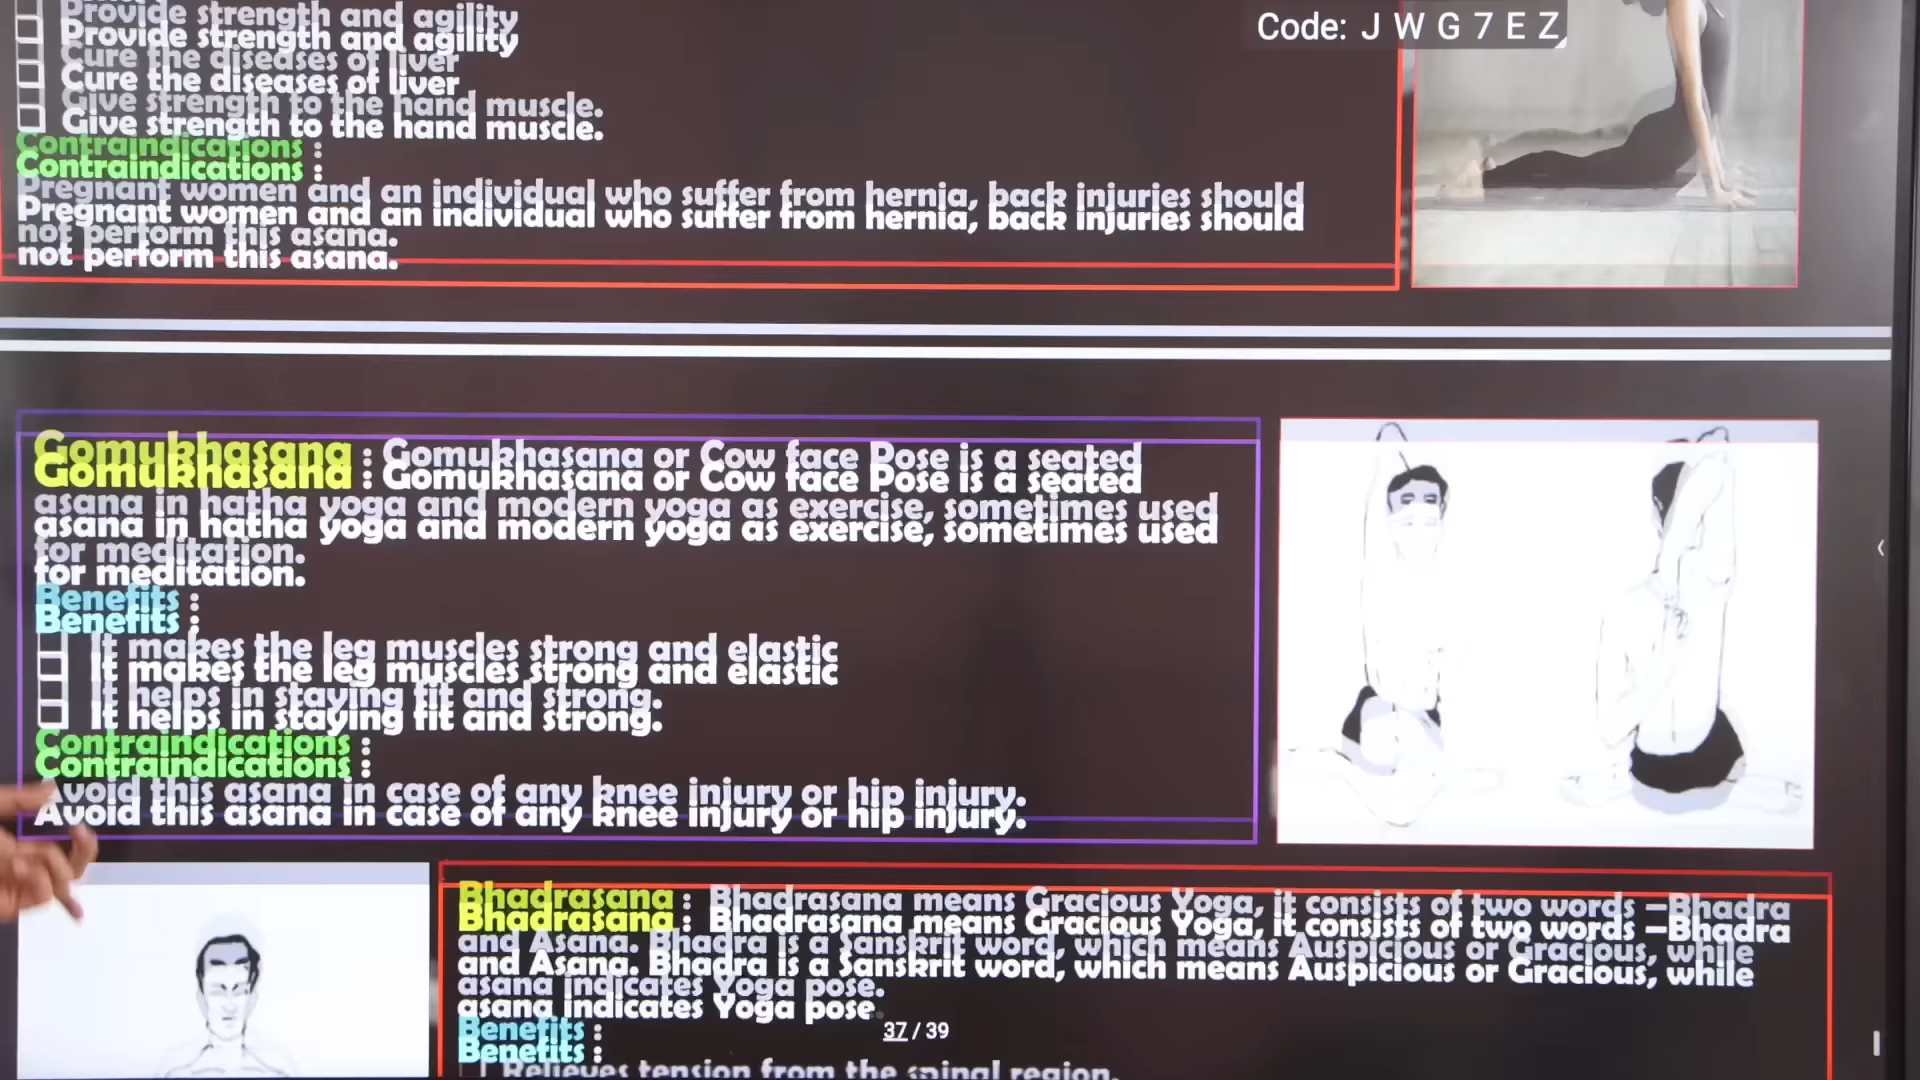 Code: J W G 7 E Z
Provide strength and agility
Cure the diseases of liver
Give strength to the hand muscle.
Contraindications :
Pregnant women and an individual who suffer from hernia, back injuries should
not perform this asana.
Gomukhasana : Gomukhasana or Cow face Pose is a seated
asana in hatha yoga and modern yoga as exercise, sometimes used
for meditation.
Benefits :
It makes the leg muscles strong and elastic
It helps in staying fit and strong.
Contraindications :
Avoid this asana in case of any knee injury or hip injury.
Bhadrasana : Bhadrasana means Gracious Yoga, it consists of two words –Bhadra
and Asana. Bhadra is a Sanskrit word, which means Auspicious or Gracious, while
asana indicates Yoga pose.
Benefits :
Relieves tension from the spinal region.
37 / 39